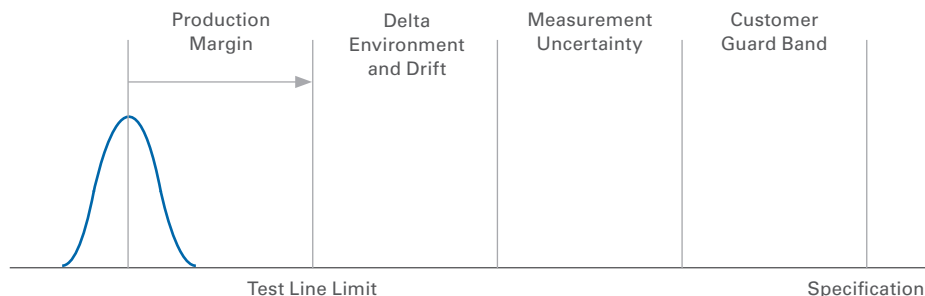 Production
Margin
Delta
Environment
and Drift
Measurement
Uncertainty
Customer
Guard Band
Test Line Limit
Specification